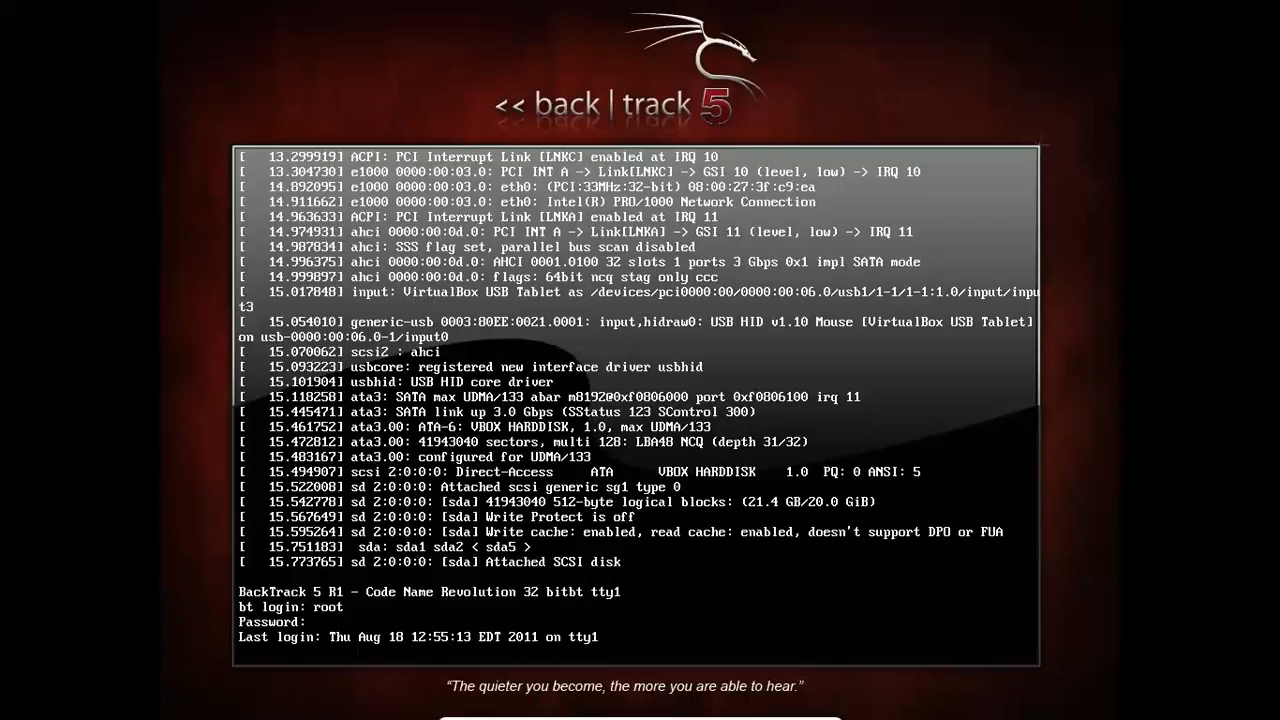 << back | track 5
[   13.299919] ACPI: PCI Interrupt Link [LNKC] enabled at IRQ 10
[   13.304730] e1000 0000:00:03.0: PCI INT A -> Link[LNKC] -> GSI 10 (level, low) -> IRQ 10
[   14.892095] e1000 0000:00:03.0: eth0: (PCI:33MHz:32-bit) 08:00:27:3f:c9:ea
[   14.911662] e1000 0000:00:03.0: eth0: Intel(R) PRO/1000 Network Connection
[   14.963633] ACPI: PCI Interrupt Link [LNKA] enabled at IRQ 11
[   14.974931] ahci 0000:00:0d.0: PCI INT A -> Link[LNKA] -> GSI 11 (level, low) -> IRQ 11
[   14.987834] ahci: SSS flag set, parallel bus scan disabled
[   14.996375] ahci 0000:00:0d.0: AHCI 0001.0100 32 slots 1 ports 3 Gbps 0x1 impl SATA mode
[   14.999897] ahci 0000:00:0d.0: flags: 64bit ncq stag only ccc
[   15.017848] input: VirtualBox USB Tablet as /devices/pci0000:00/0000:00:06.0/usb1/1-1/1-1:1.0/input/inpu
t3
[   15.054010] generic-usb 0003:80EE:0021.0001: input,hidraw0: USB HID v1.10 Mouse [VirtualBox USB Tablet]
on usb-0000:00:06.0-1/input0
[   15.070062] scsi2 : ahci
[   15.093223] usbcore: registered new interface driver usbhid
[   15.101904] usbhid: USB HID core driver
[   15.118258] ata3: SATA max UDMA/133 abar m8192@0xf0806000 port 0xf0806100 irq 11
[   15.445471] ata3: SATA link up 3.0 Gbps (SStatus 123 SControl 300)
[   15.461752] ata3.00: ATA-6: VBOX HARDDISK, 1.0, max UDMA/133
[   15.472812] ata3.00: 41943040 sectors, multi 128: LBA48 NCQ (depth 31/32)
[   15.483167] ata3.00: configured for UDMA/133
[   15.494907] scsi 2:0:0:0: Direct-Access     ATA      VBOX HARDDISK    1.0  PQ: 0 ANSI: 5
[   15.522008] sd 2:0:0:0: Attached scsi generic sg1 type 0
[   15.542778] sd 2:0:0:0: [sda] 41943040 512-byte logical blocks: (21.4 GB/20.0 GiB)
[   15.567649] sd 2:0:0:0: [sda] Write Protect is off
[   15.595264] sd 2:0:0:0: [sda] Write cache: enabled, read cache: enabled, doesn't support DPO or FUA
[   15.751183]  sda: sda1 sda2 < sda5 >
[   15.773765] sd 2:0:0:0: [sda] Attached SCSI disk
BackTrack 5 R1 - Code Name Revolution 32 bitbt tty1
bt login: root
Password:
Last login: Thu Aug 18 12:55:13 EDT 2011 on tty1
“The quieter you become, the more you are able to hear.”